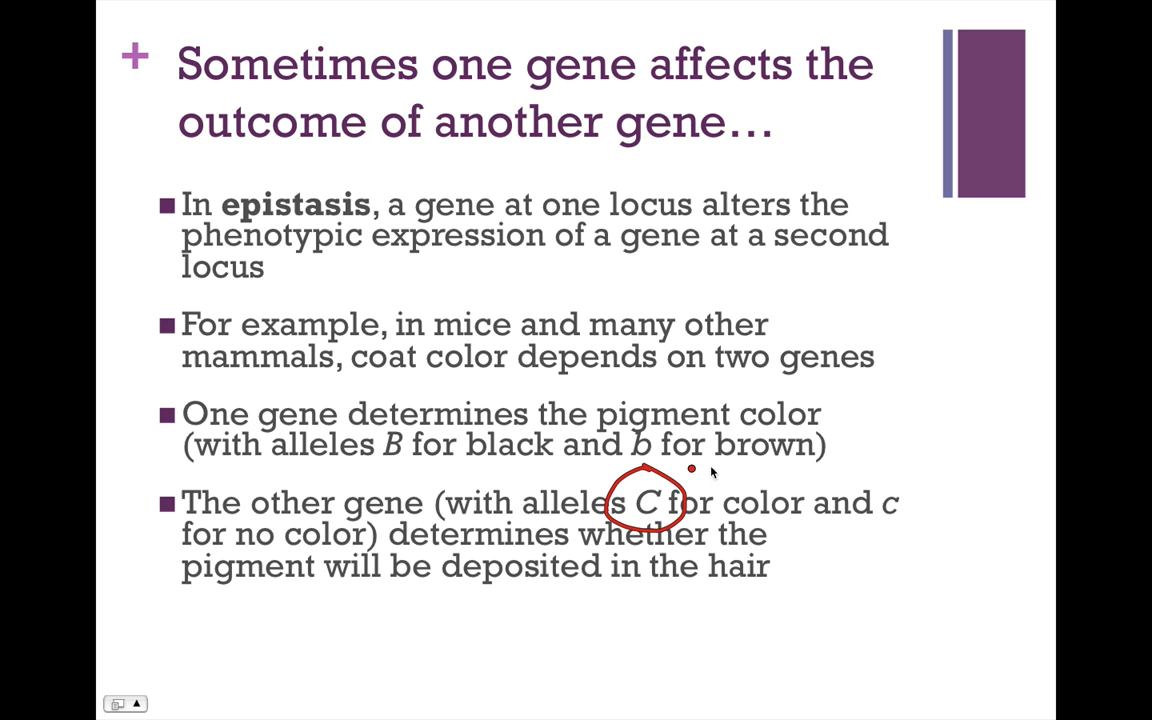 + Sometimes one gene affects the
outcome of another gene…
■ In epistasis, a gene at one locus alters the
phenotypic expression of a gene at a second
locus
■ For example, in mice and many other
mammals, coat color depends on two genes
■ One gene determines the pigment color
(with alleles B for black and b for brown)
■ The other gene (with alleles C for color and c
for no color) determines whether the
pigment will be deposited in the hair